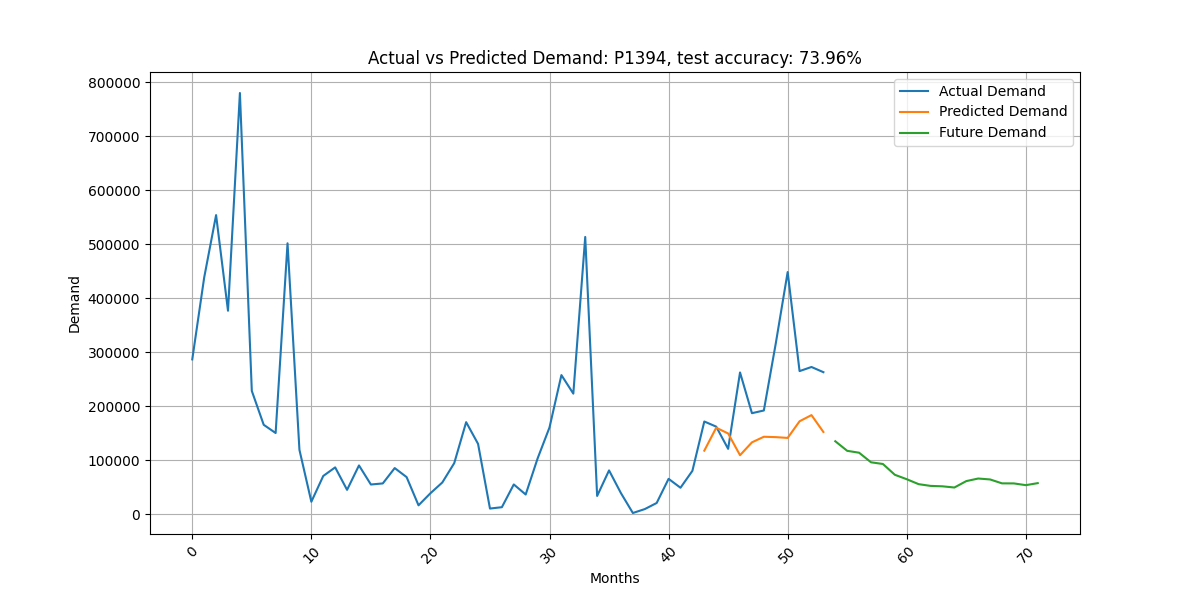 Actual vs Predicted Demand: P1394, test accuracy: 73.96%
Actual Demand
Predicted Demand
Future Demand
Demand
800000
700000
600000
500000
400000
300000
200000
100000
0
0 10 20 30 40 50 60 70
Months